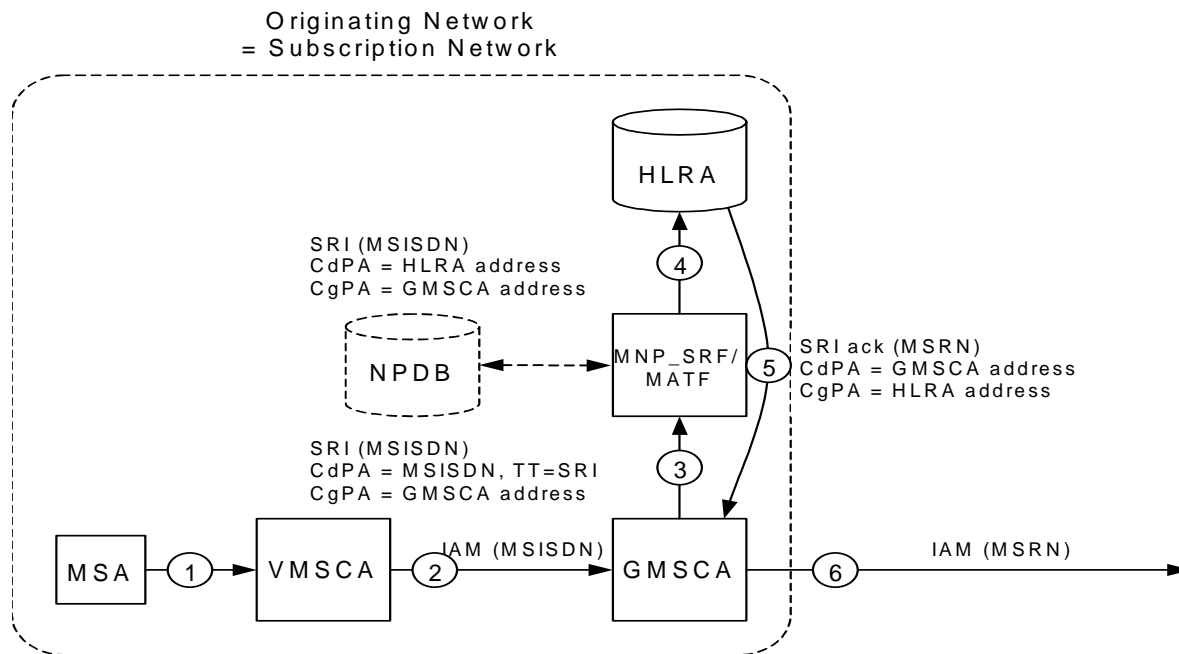 Originating Network
= Subscription Network
HLRA
SRI (MSISDN)
CdPA = HLRA address
CgPA = GMSCA address
4
NPDB
MNP_SRF/
MATF
5
SRI ack (MSRN)
CdPA = GMSCA address
CgPA = HLRA address
SRI (MSISDN)
CdPA = MSISDN, TT=SRI
CgPA = GMSCA address
3
MSA
1
VMSCA
2
IAM (MSISDN)
GMSCA
6
IAM (MSRN)